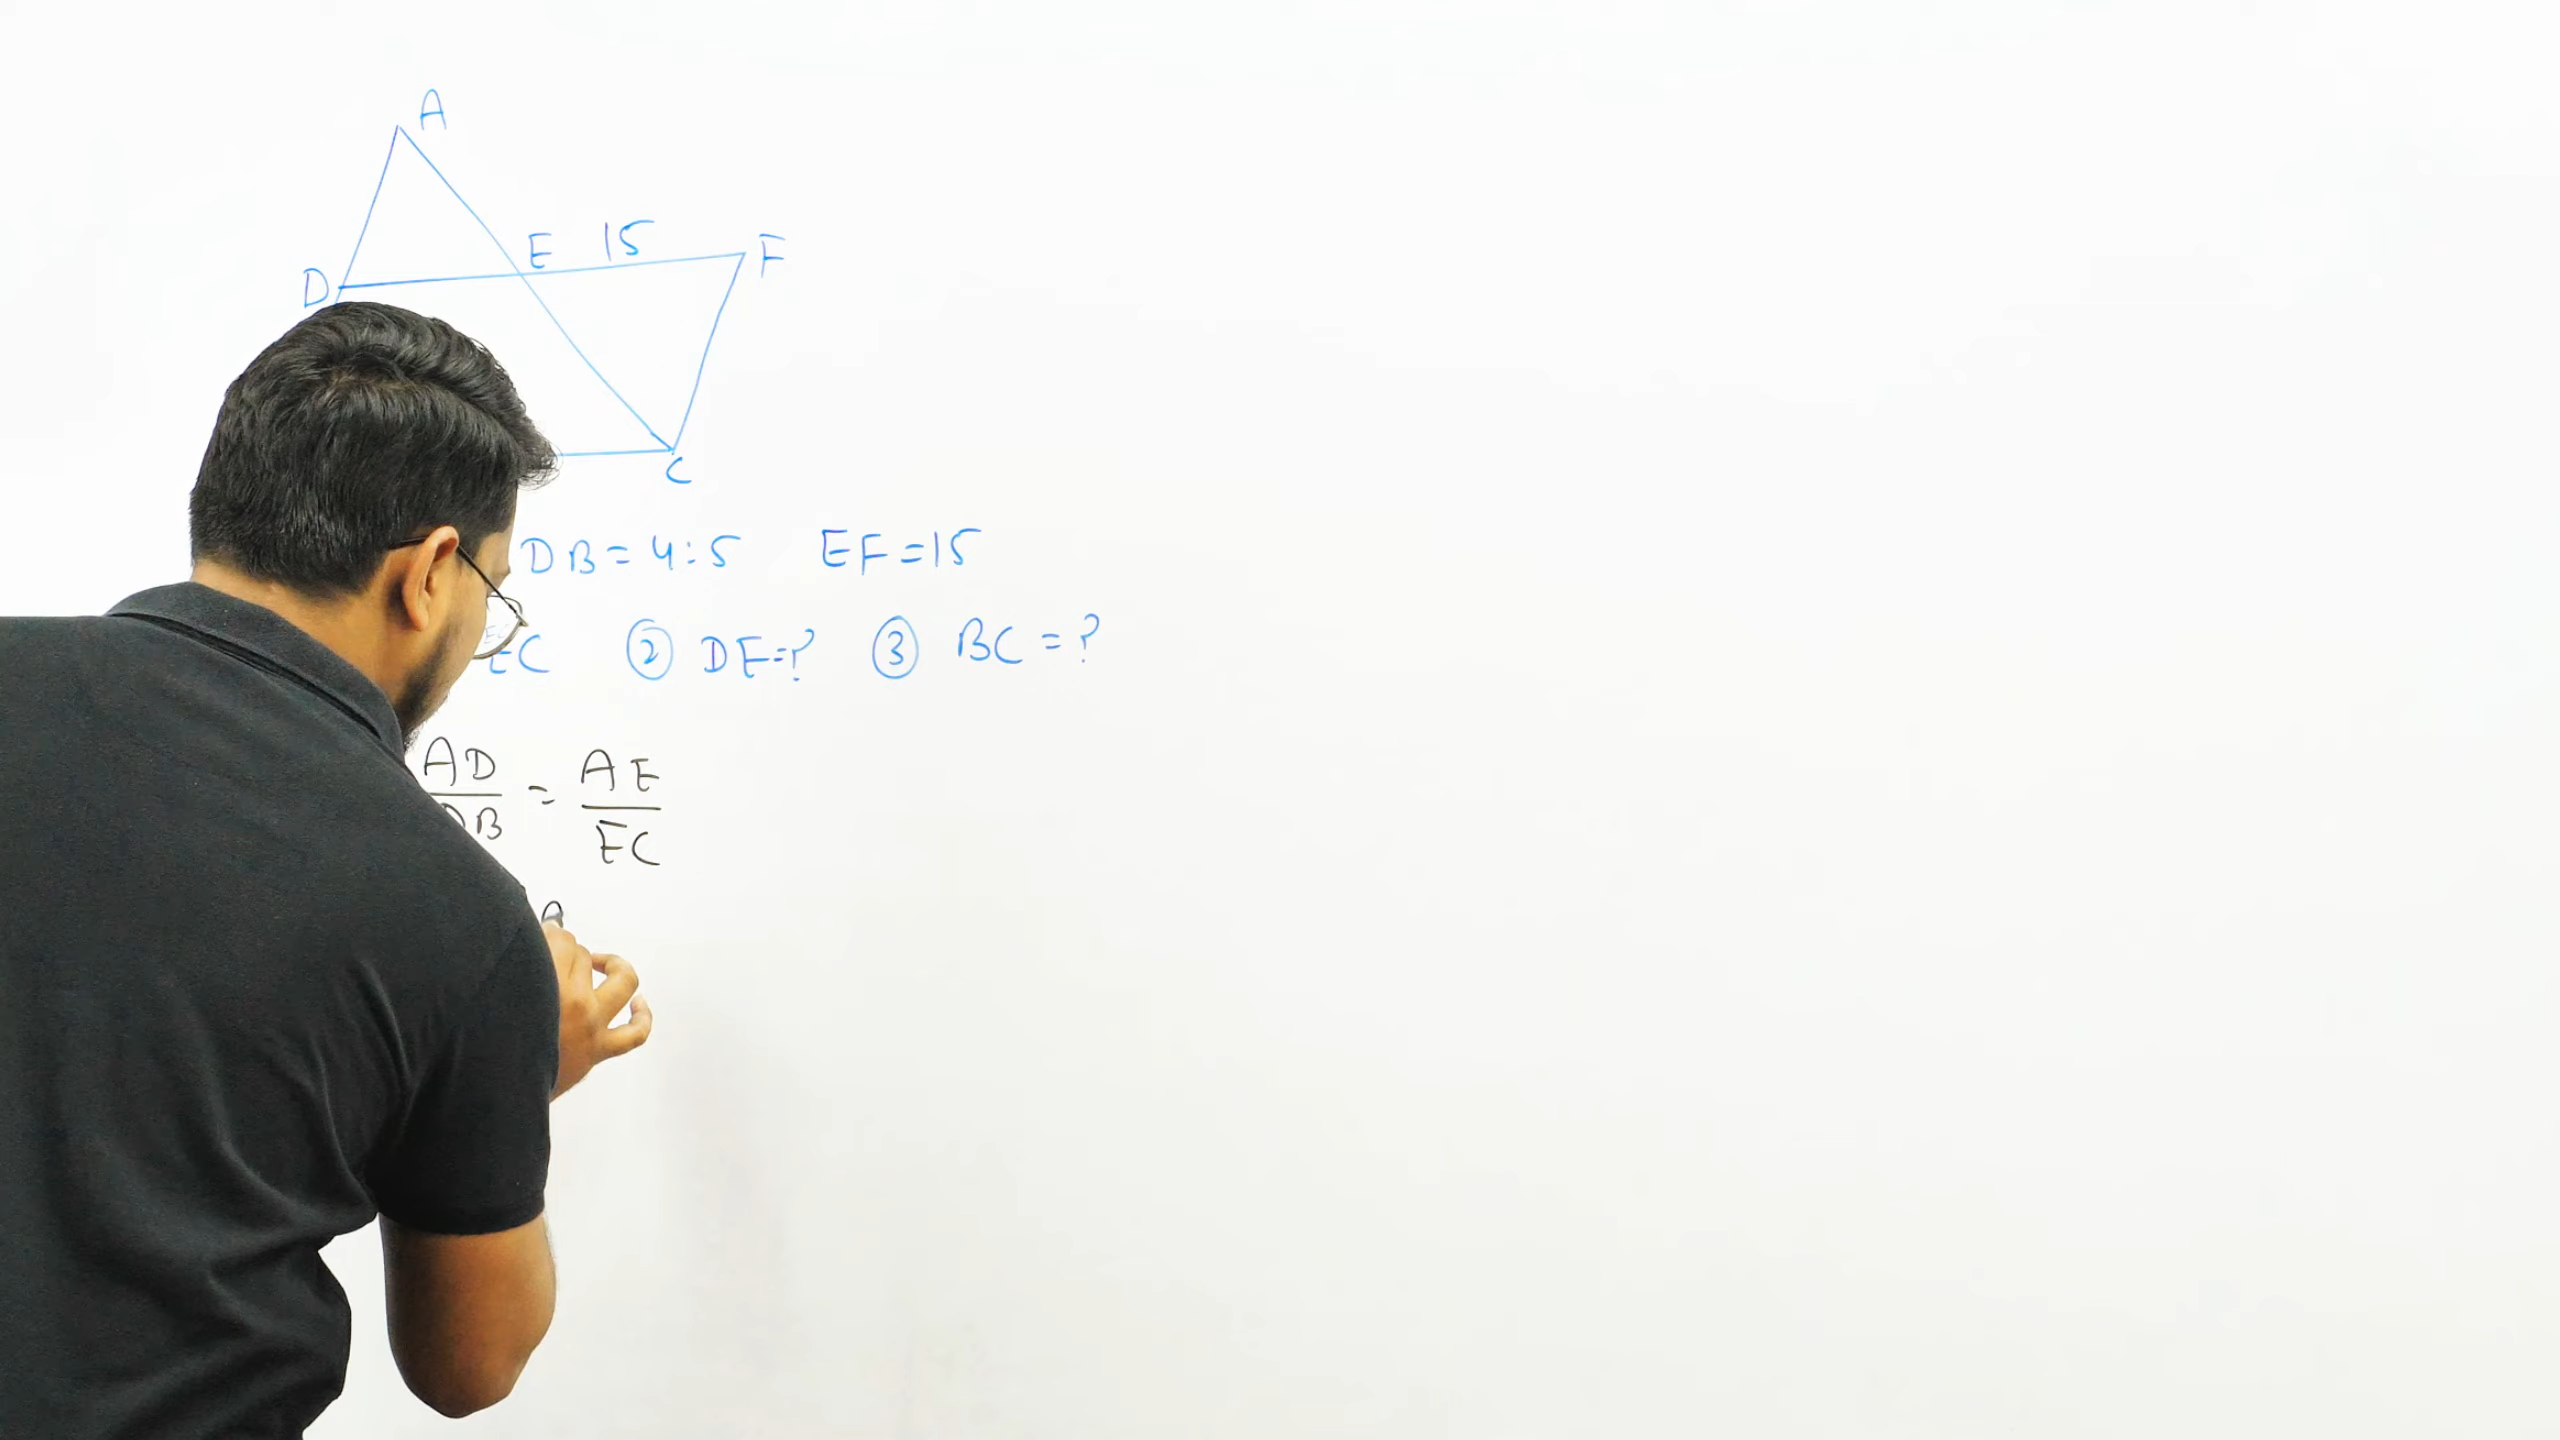 A
E 15 F
D
C
DB = 4:5 EF = 15
EC ② DE = ? ③ BC = ?
AD = AE
DB EC